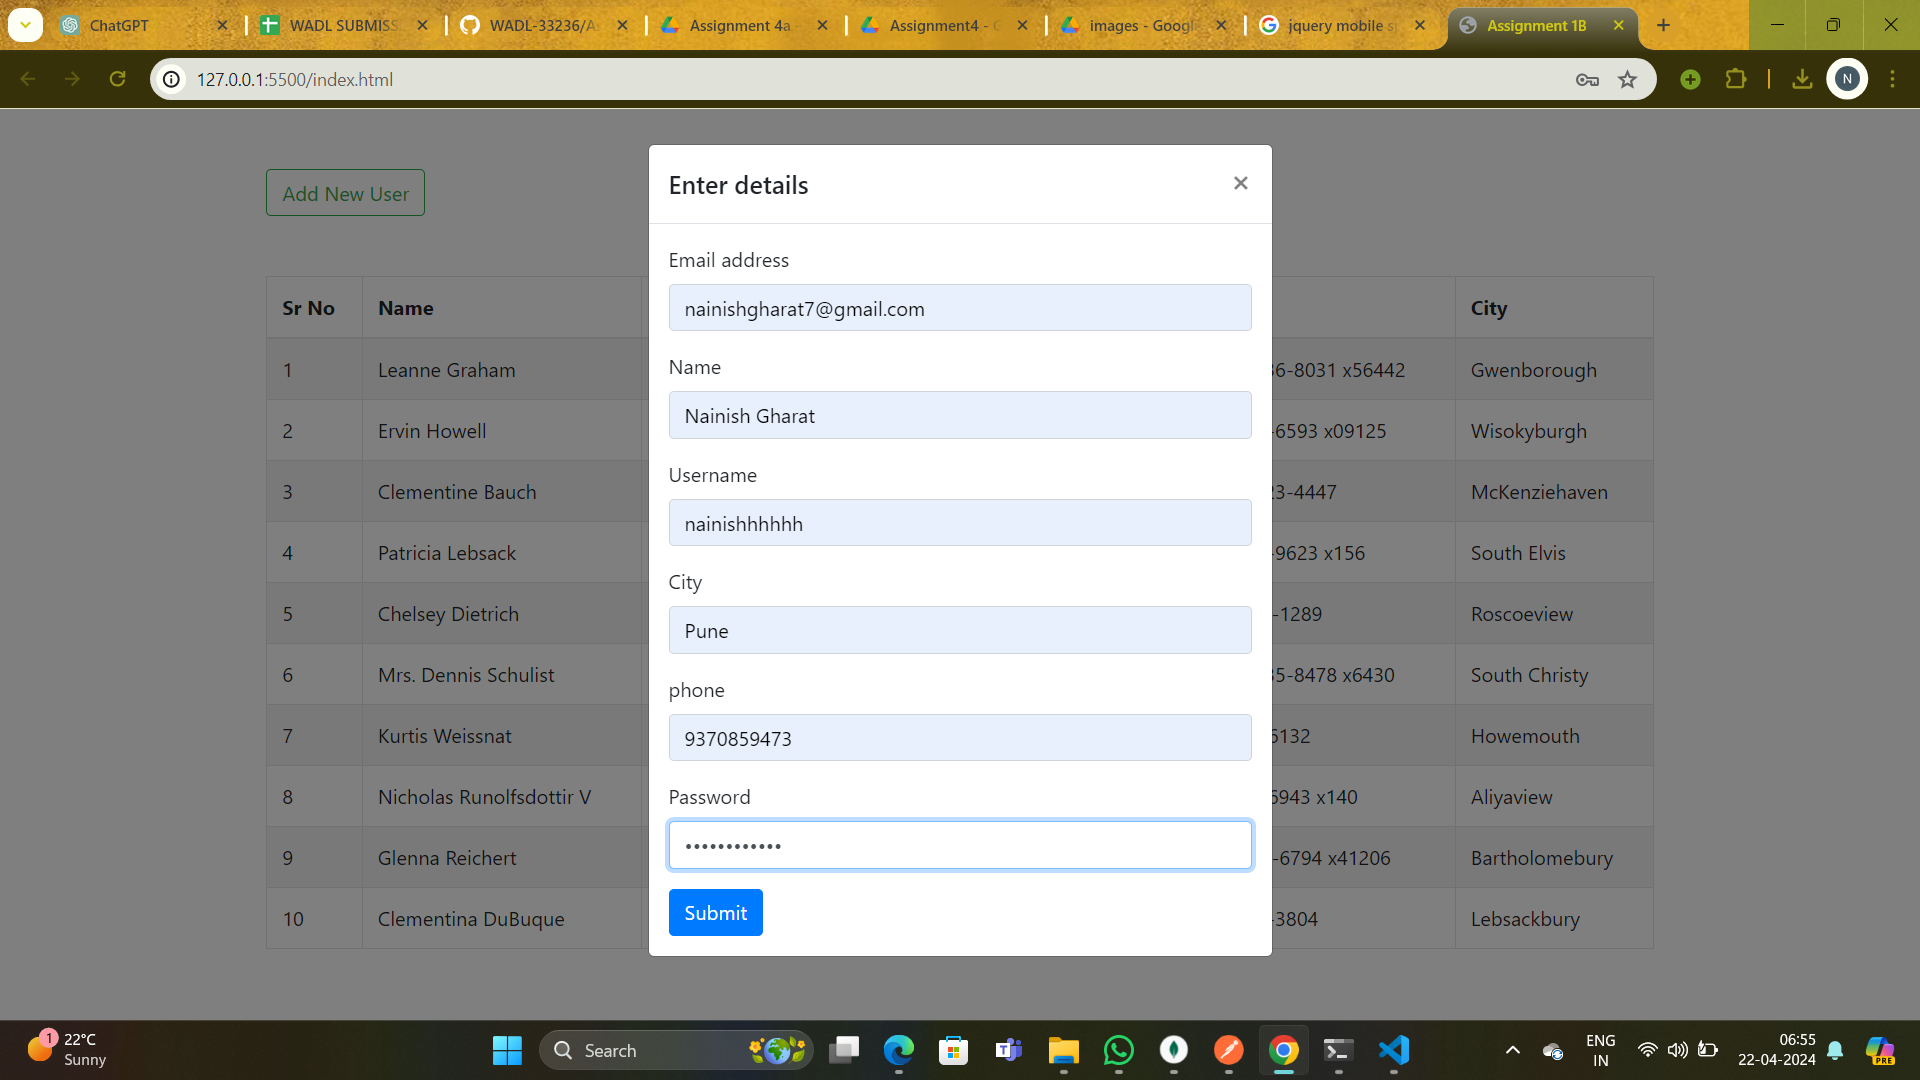 ChatGPT
WADL SUBMISS
WADL-33236/A
Assignment 4a
Assignment4 -
images - Googl
jquery mobile s
Assignment 1B
127.0.0.1:5500/index.html
N
Add New User
Enter details
Email address
nainishgharat7@gmail.com
Name
Nainish Gharat
Username
nainishhhhhh
City
Pune
phone
9370859473
Password
••••••••••••
Submit
Sr No Name City
1 Leanne Graham 6-8031 x56442 Gwenborough
2 Ervin Howell -6593 x09125 Wisokyburgh
3 Clementine Bauch 3-4447 McKenziehaven
4 Patricia Lebsack -9623 x156 South Elvis
5 Chelsey Dietrich -1289 Roscoeview
6 Mrs. Dennis Schulist 5-8478 x6430 South Christy
7 Kurtis Weissnat 6132 Howemouth
8 Nicholas Runolfsdottir V 6943 x140 Aliyaview
9 Glenna Reichert -6794 x41206 Bartholomebury
10 Clementina DuBuque -3804 Lebsackbury
1
22°C
Sunny
Search
ENG
IN
06:55
22-04-2024
PRE